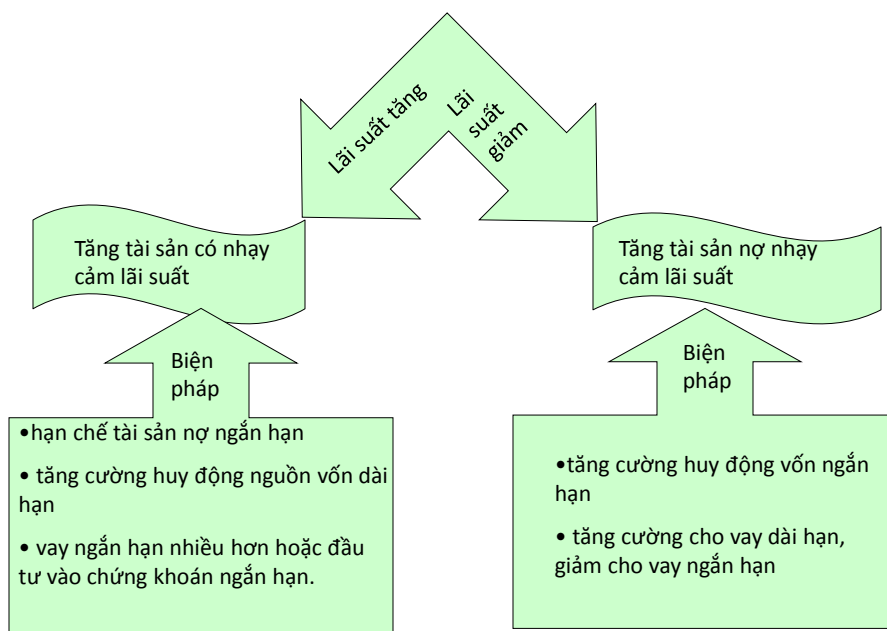 Lãi suất tăng
Lãi
suất
giảm
Tăng tài sản có nhạy
cảm lãi suất
Tăng tài sản nợ nhạy
cảm lãi suất
Biện
pháp
Biện
pháp
•hạn chế tài sản nợ ngắn hạn
• tăng cường huy động nguồn vốn dài
hạn
• vay ngắn hạn nhiều hơn hoặc đầu
tư vào chứng khoán ngắn hạn.
•tăng cường huy động vốn ngắn
hạn
• tăng cường cho vay dài hạn,
giảm cho vay ngắn hạn